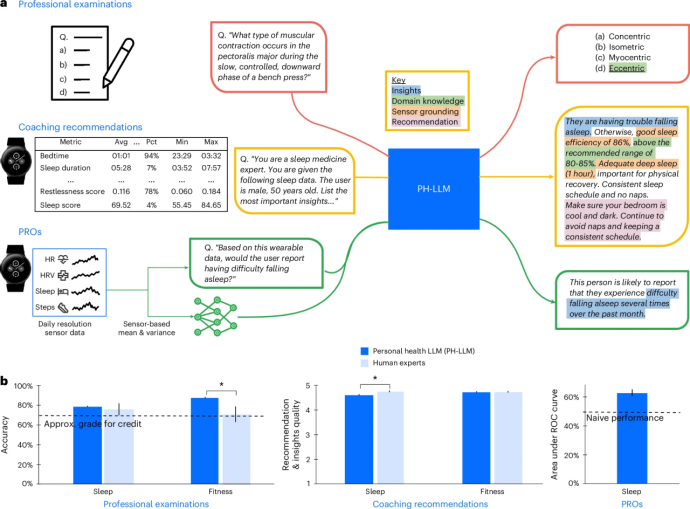 a
Professional examinations
Q.
a)
b)
c)
d)
Q. "What type of muscular
contraction occurs in the
pectoralis major during the
slow, controlled, downward
phase of a bench press?"
Key
Insights
Domain knowledge
Sensor grounding
Recommendation
(a) Concentric
(b) Isometric
(c) Myocentric
(d) Eccentric
Coaching recommendations
Metric Avg ... Pct Min Max
Bedtime 01:01 94% 23:29 03:32
Sleep duration 05:28 7% 03:52 07:57
... ... ... ... ...
Restlessness score 0.116 78% 0.060 0.184
Sleep score 69.52 4% 55.45 84.65
Q. "You are a sleep medicine
expert. You are given the
following sleep data. The user
is male, 50 years old. List the
most important insights..."
PH-LLM
They are having trouble falling
asleep. Otherwise, good sleep
efficiency of 86%, above the
recommended range of
80-85%. Adequate deep sleep
(1 hour), important for physical
recovery. Consistent sleep
schedule and no naps.
Make sure your bedroom is
cool and dark. Continue to
avoid naps and keeping a
consistent schedule.
PROs
HR
HRV
Sleep
Steps
Daily resolution
sensor data
Sensor-based
mean & variance
Q. "Based on this wearable
data, would the user report
having difficulty falling
asleep?"
This person is likely to report
that they experience diffculty
falling alseep several times
over the past month.
b
Personal health LLM (PH-LLM)
Human experts
Accuracy
100%
80%
60%
40%
20%
0%
*
Approx. grade for credit
Sleep
Fitness
Professional examinations
Recommendation
& insights quality
5
4
3
2
1
*
Sleep
Fitness
Coaching recommendations
Area under ROC curve
60%
40%
20%
0%
Naive performance
Sleep
PROs